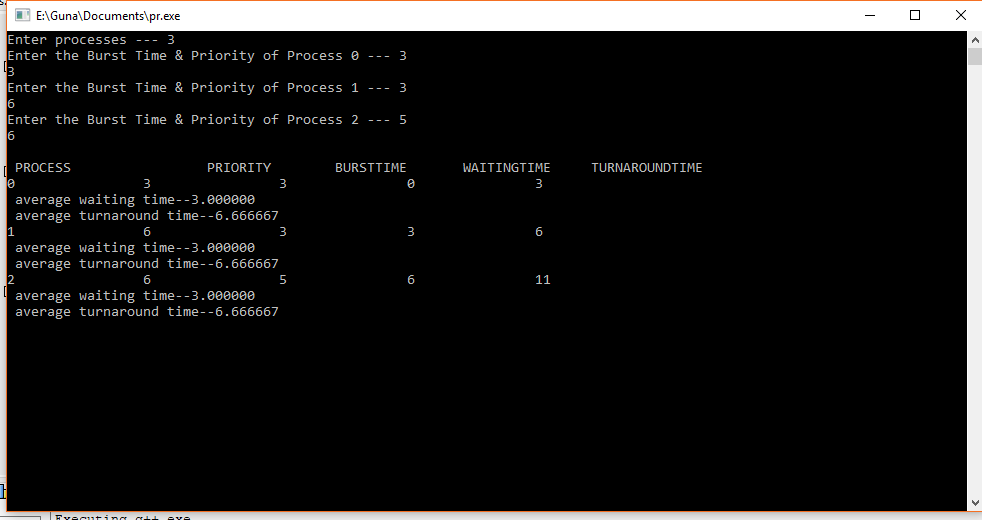 E:\Guna\Documents\pr.exe
Enter processes --- 3
Enter the Burst Time & Priority of Process 0 --- 3
3
Enter the Burst Time & Priority of Process 1 --- 3
6
Enter the Burst Time & Priority of Process 2 --- 5
6
PROCESS PRIORITY BURSTTIME WAITINGTIME TURNAROUNDTIME
0 3 3 0 3
average waiting time--3.000000
average turnaround time--6.666667
1 6 3 3 6
average waiting time--3.000000
average turnaround time--6.666667
2 6 5 6 11
average waiting time--3.000000
average turnaround time--6.666667
Executing g++.exe